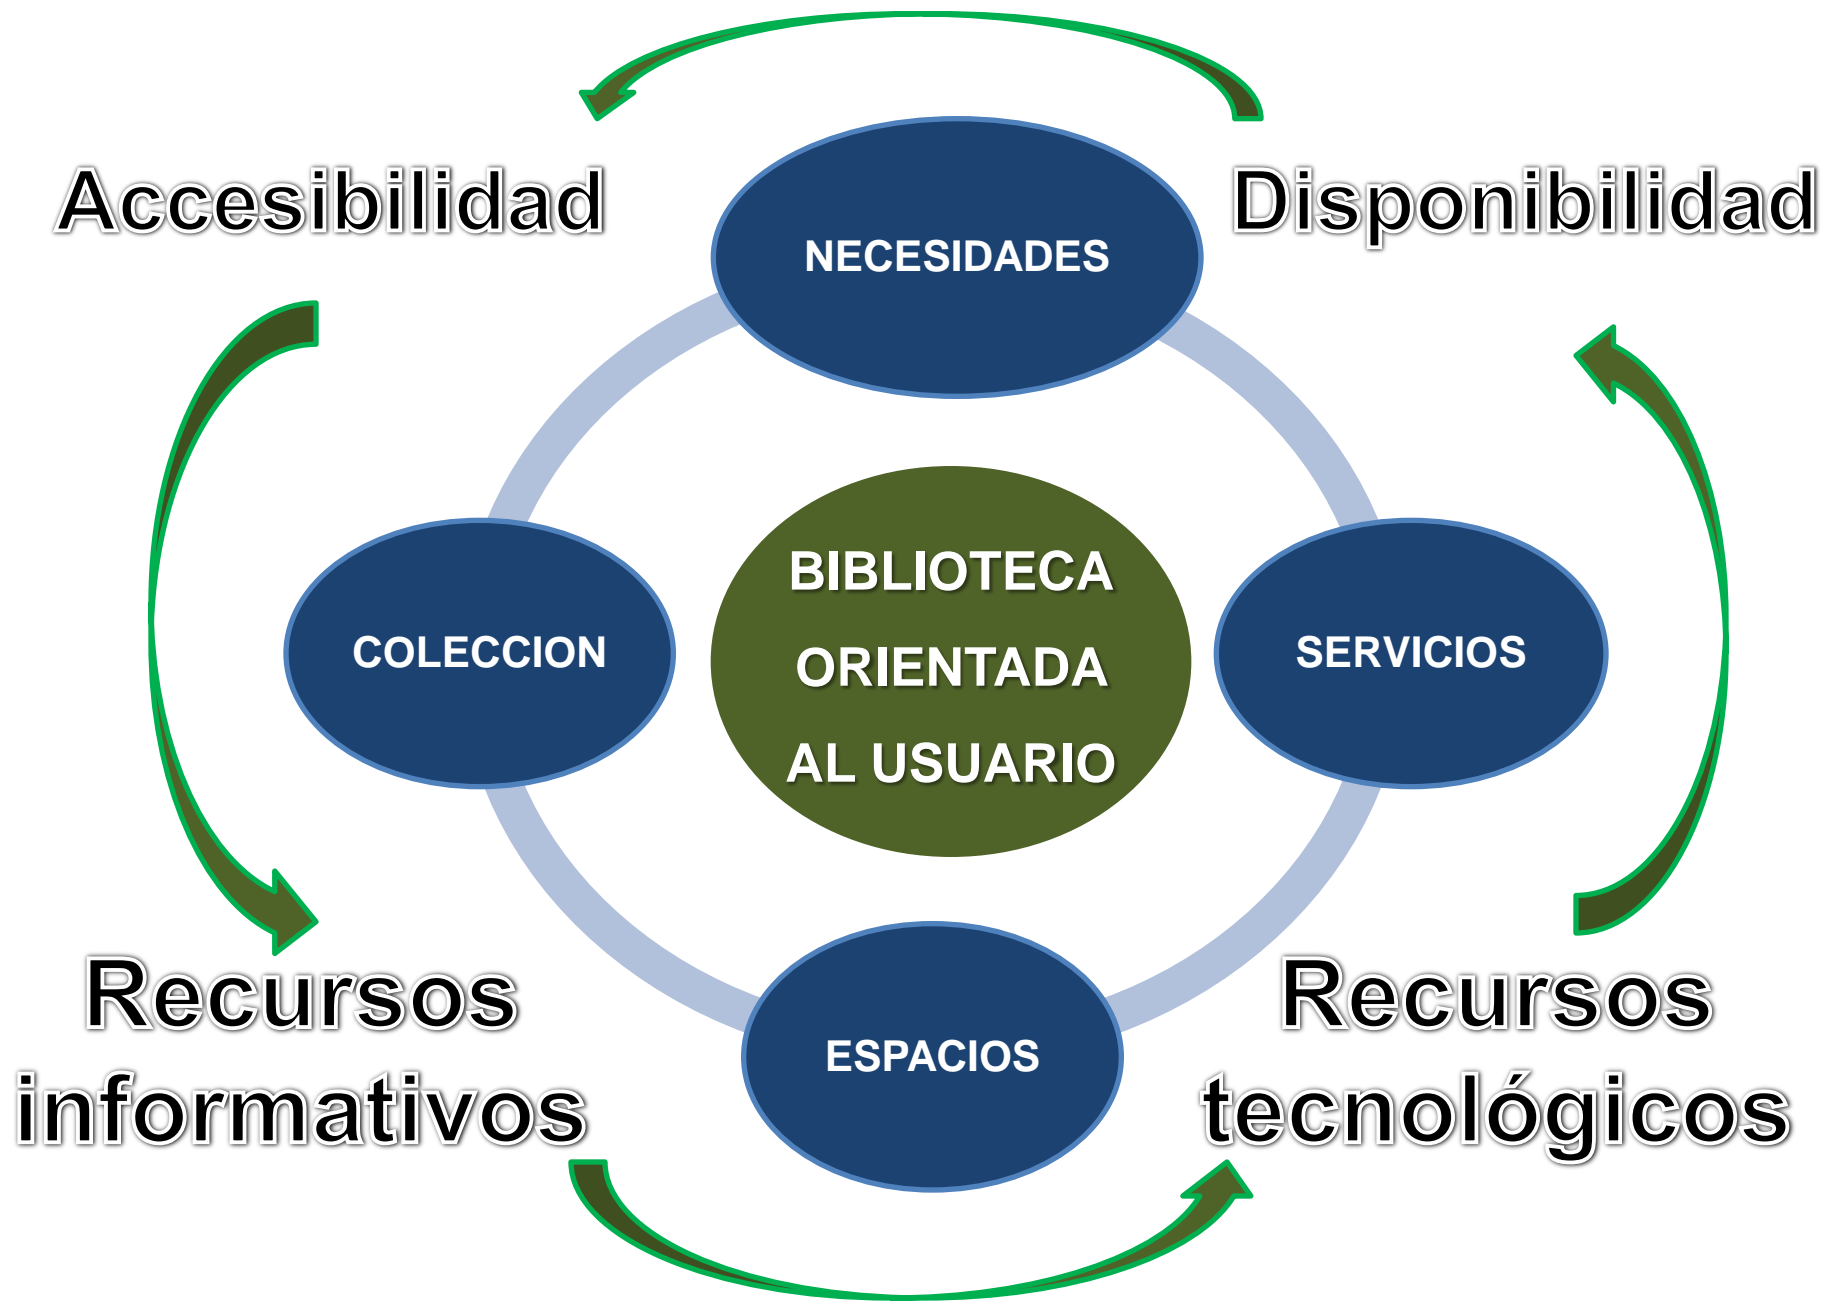 Accesibilidad
Disponibilidad
NECESIDADES
COLECCION
BIBLIOTECA
ORIENTADA
AL USUARIO
SERVICIOS
ESPACIOS
Recursos
informativos
Recursos
tecnológicos